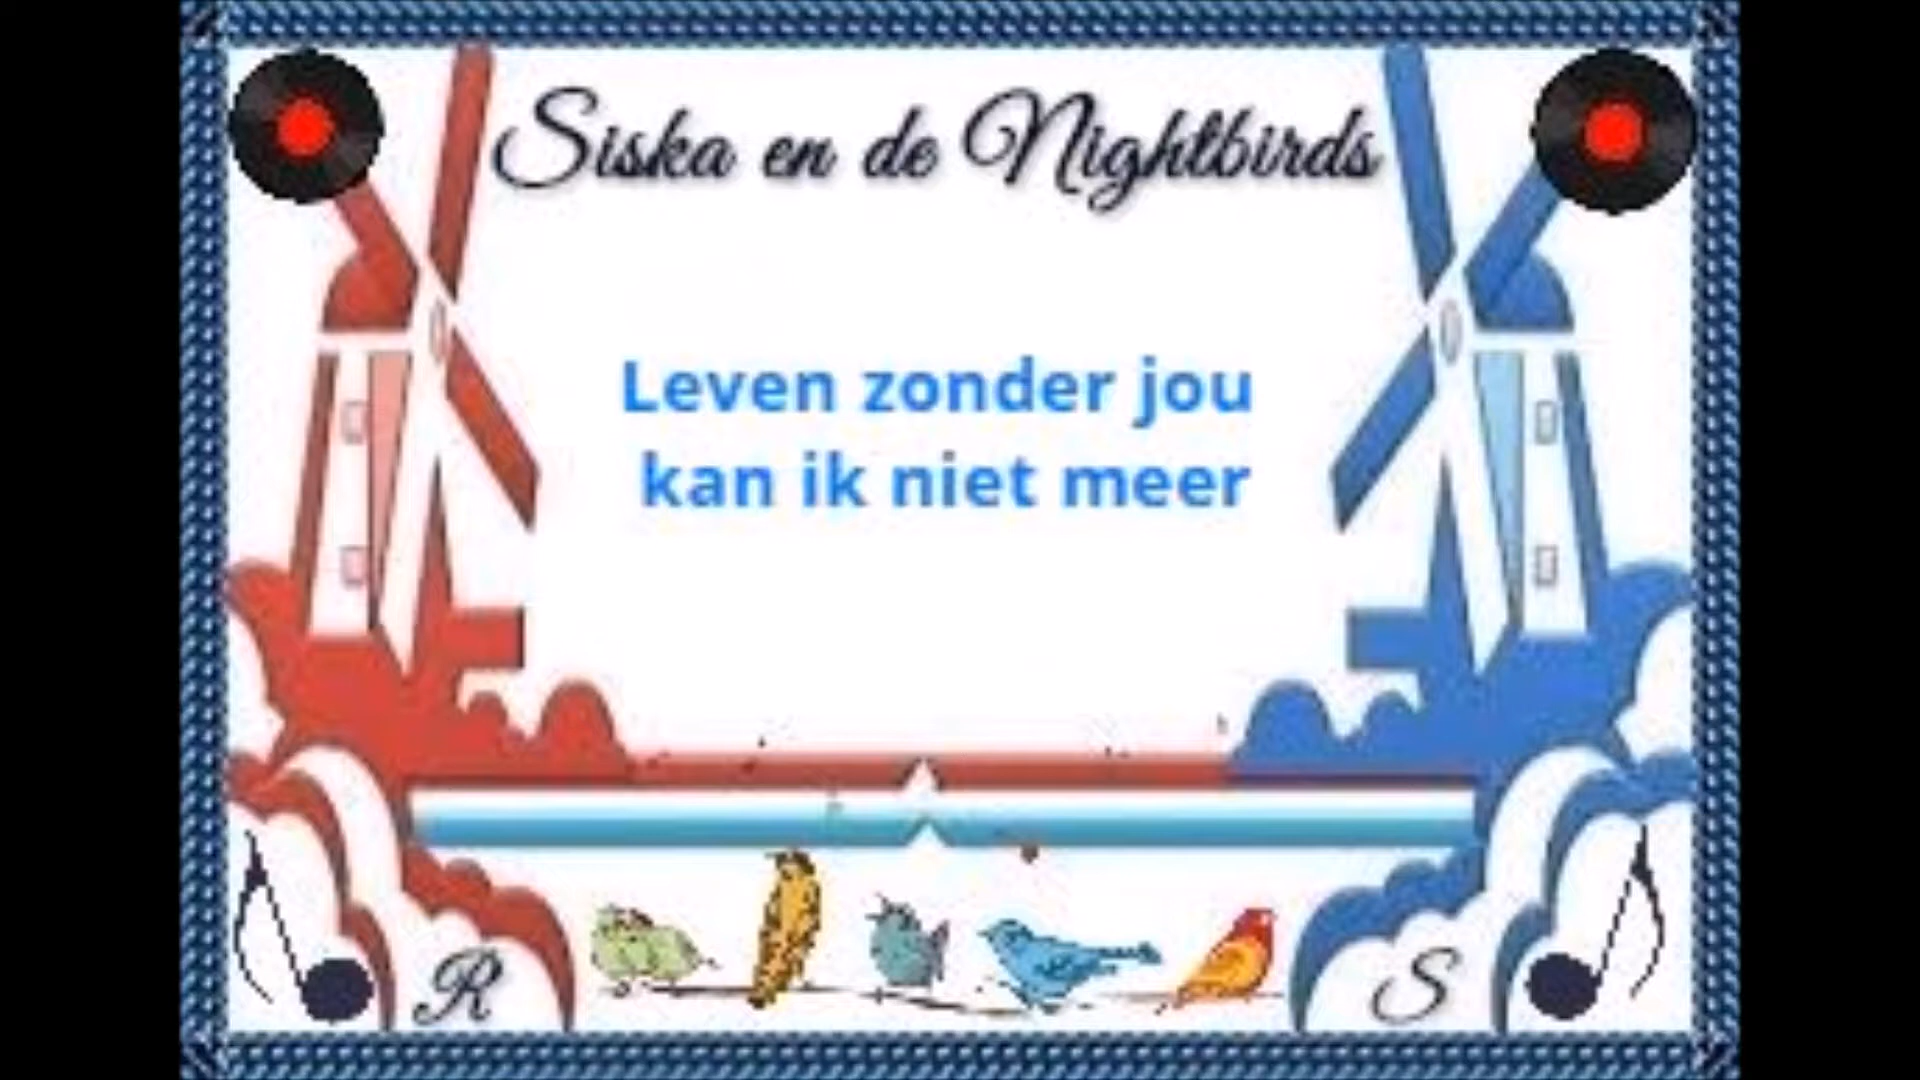 Siska en de Nightbirds
Leven zonder jou
kan ik niet meer
R
S